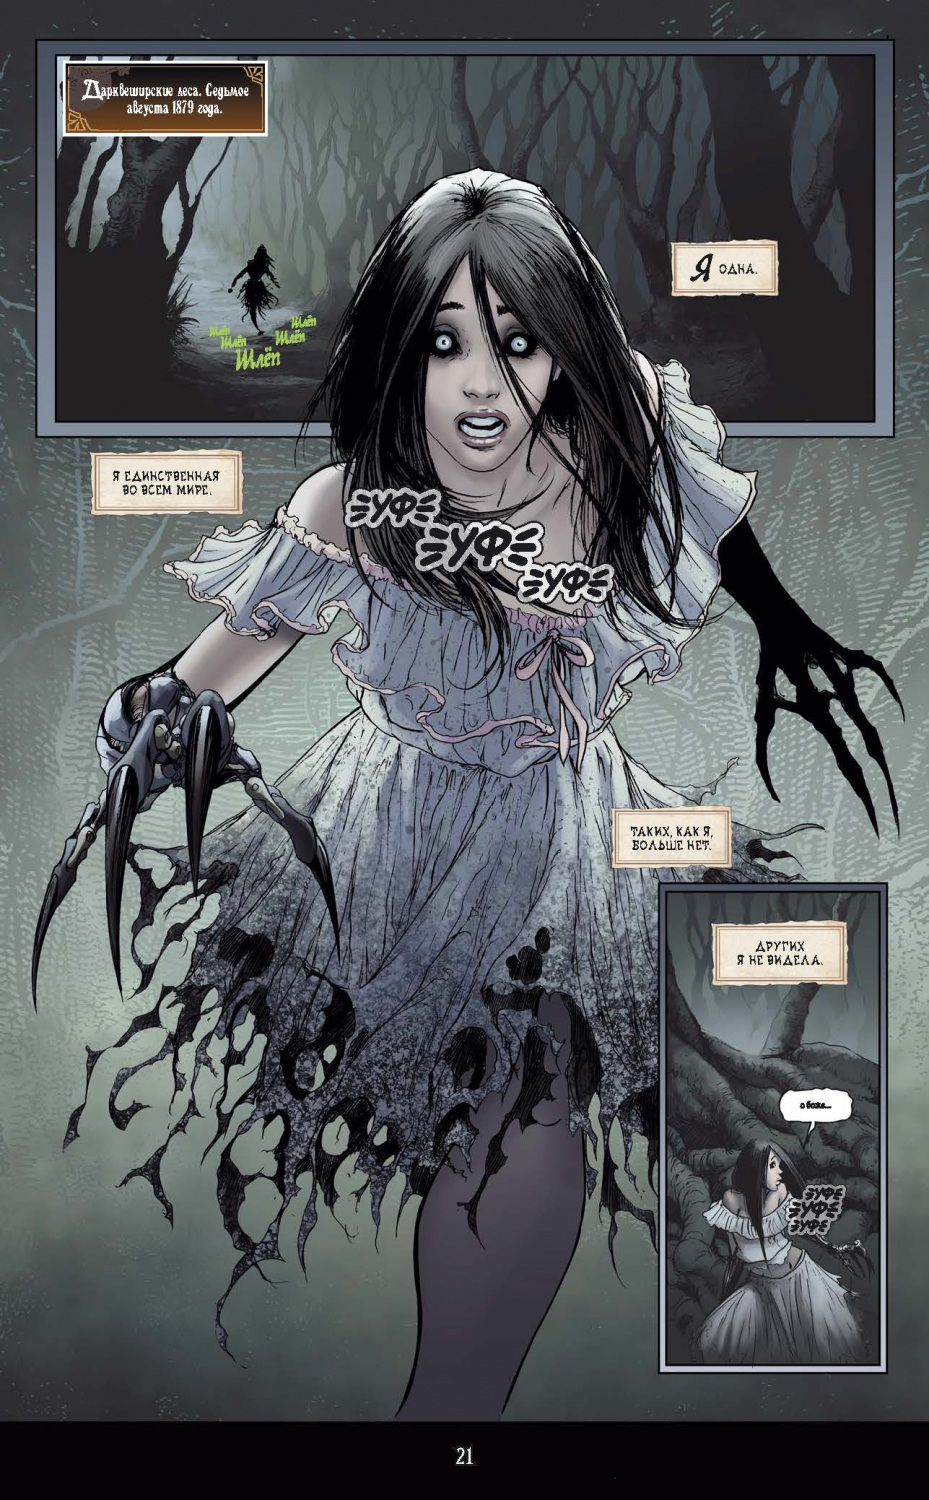 Дарквеширские леса. Седьмое
августа 1879 года.
Я ОДНА.
Шлёп
Шлёп
Шлёп
Шлёп
Шлёп
Я ЕДИНСТВЕННАЯ
ВО ВСЕМ МИРЕ.
УФ
УФ
УФ
ТАКИХ, КАК Я,
БОЛЬШЕ НЕТ.
ДРУГИХ
Я НЕ ВИДЕЛА.
о боже...
УФ
УФ
УФ
21